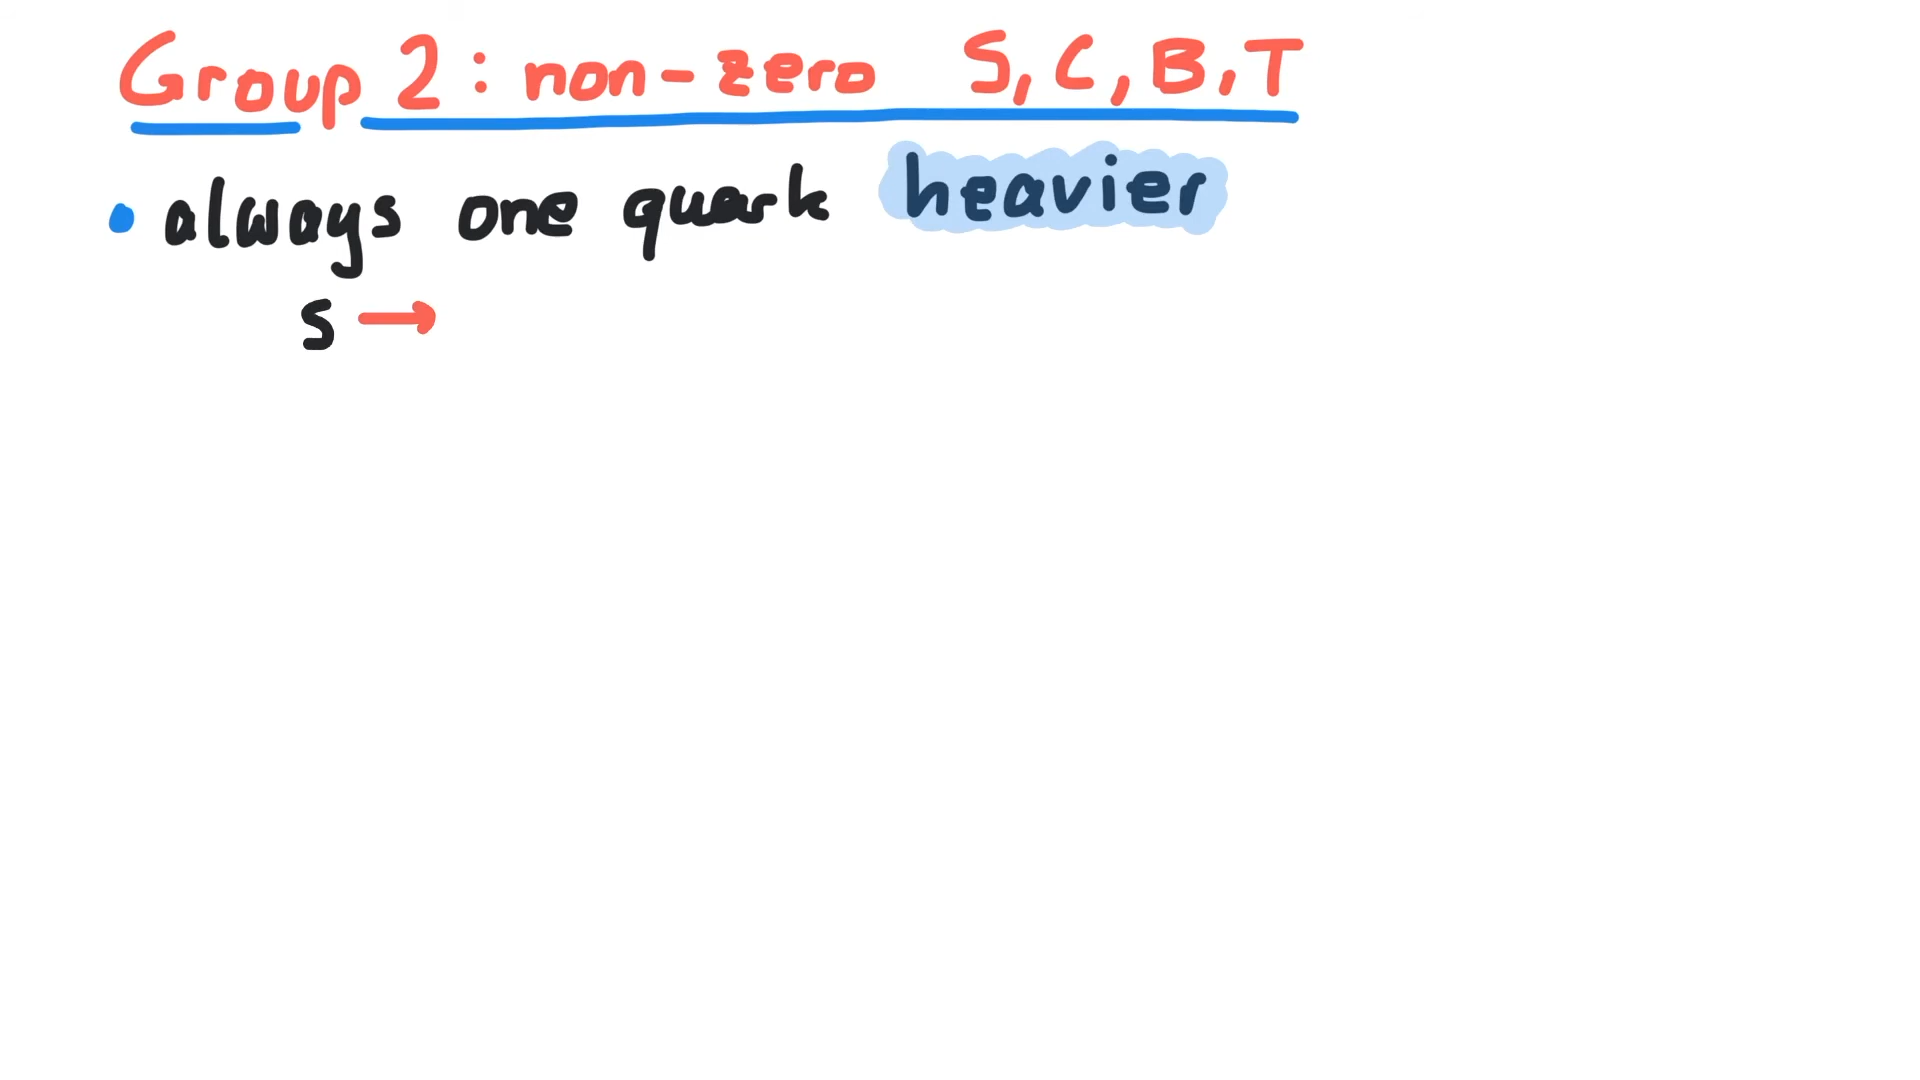 Group 2: non-zero S, C, B, T
• always one quark heavier
s →